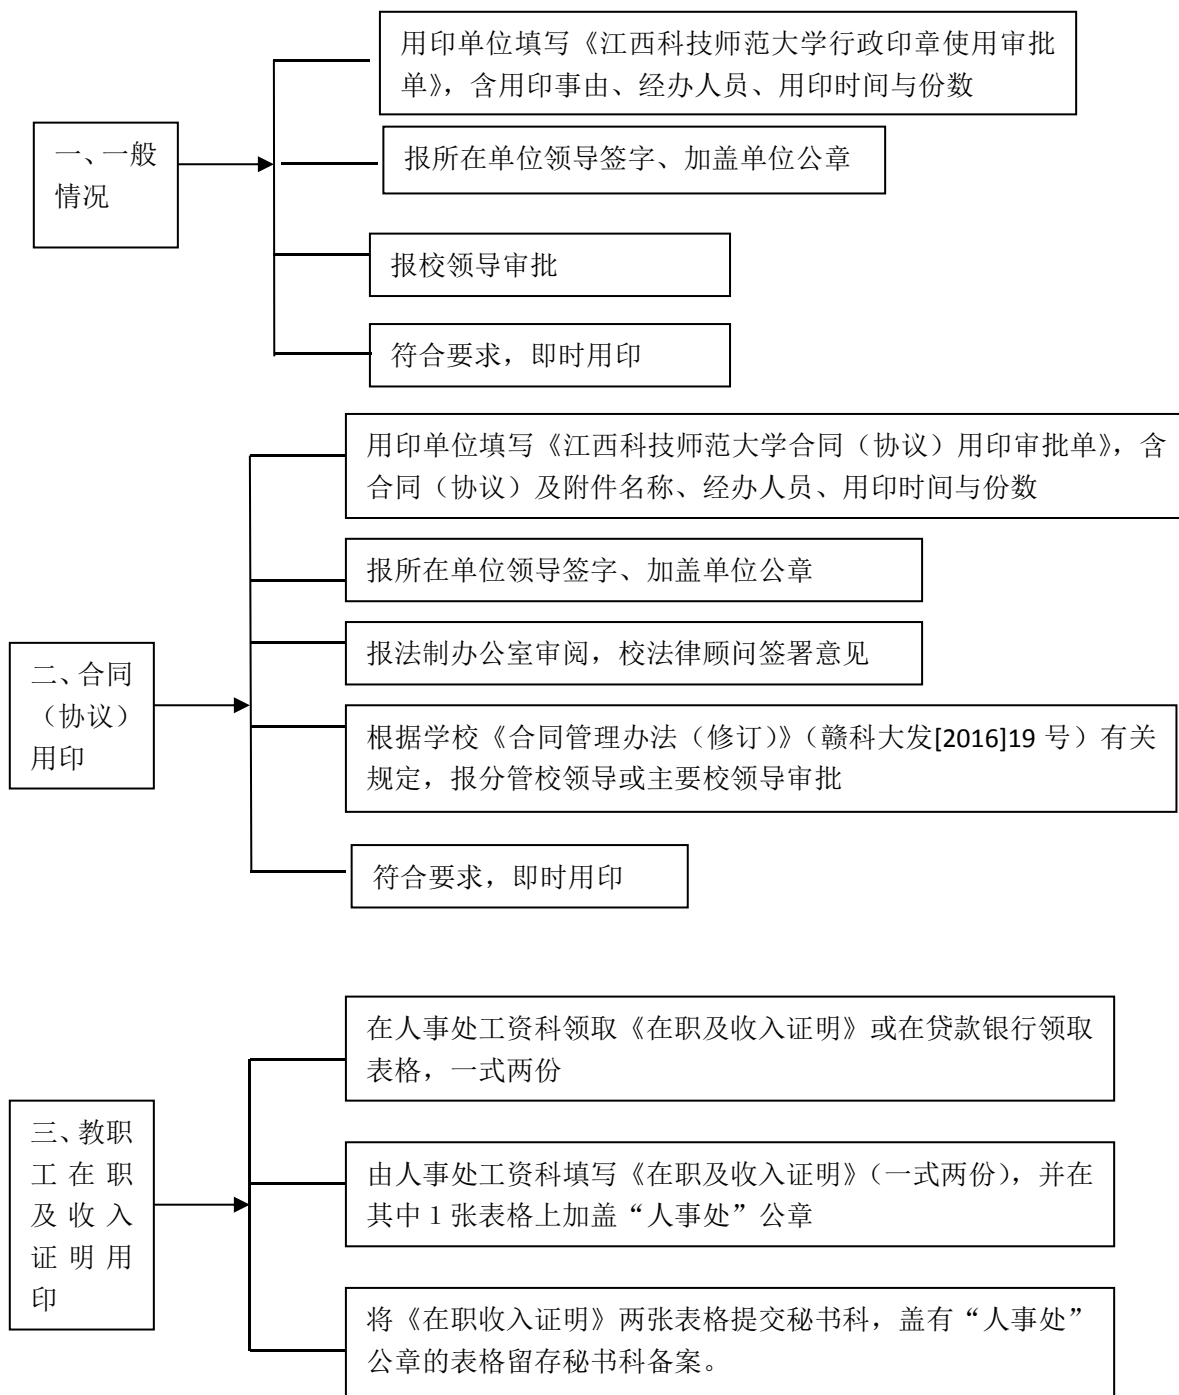 用印单位填写《江西科技师范大学行政印章使用审批
单》，含用印事由、经办人员、用印时间与份数
一、一般
情况
报所在单位领导签字、加盖单位公章
报校领导审批
符合要求，即时用印
用印单位填写《江西科技师范大学合同（协议）用印审批单》，含
合同（协议）及附件名称、经办人员、用印时间与份数
报所在单位领导签字、加盖单位公章
报法制办公室审阅，校法律顾问签署意见
二、合同
（协议）
用印
根据学校《合同管理办法（修订）》（赣科大发[2016]19 号）有关
规定，报分管校领导或主要校领导审批
符合要求，即时用印
在人事处工资科领取《在职及收入证明》或在贷款银行领取
表格，一式两份
三、教职
工在职
及收入
证明用
印
由人事处工资科填写《在职及收入证明》（一式两份），并在
其中 1 张表格上加盖“人事处”公章
将《在职收入证明》两张表格提交秘书科，盖有“人事处”
公章的表格留存秘书科备案。